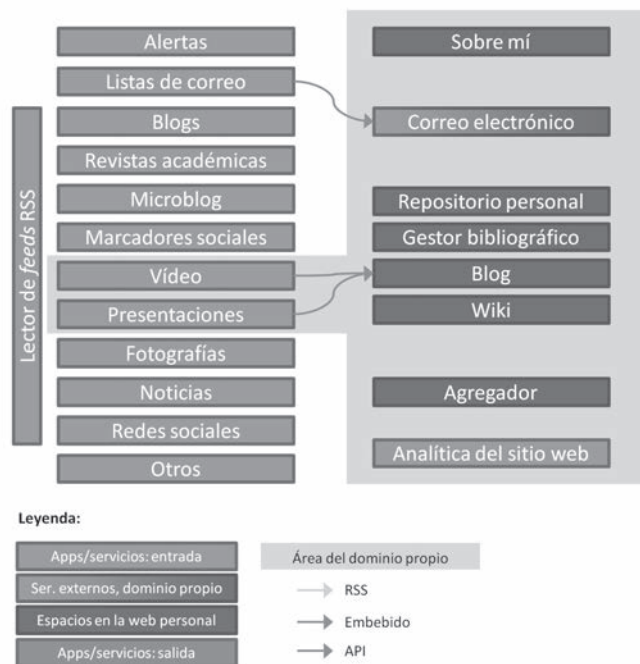 Alertas
Listas de correo
Blogs
Revistas académicas
Microblog
Marcadores sociales
Vídeo
Presentaciones
Fotografías
Noticias
Redes sociales
Otros
Lector de feeds RSS
Sobre mí
Correo electrónico
Repositorio personal
Gestor bibliográfico
Blog
Wiki
Agregador
Analítica del sitio web
Leyenda:
Apps/servicios: entrada
Ser. externos, dominio propio
Espacios en la web personal
Apps/servicios: salida
Área del dominio propio
RSS
Embebido
API